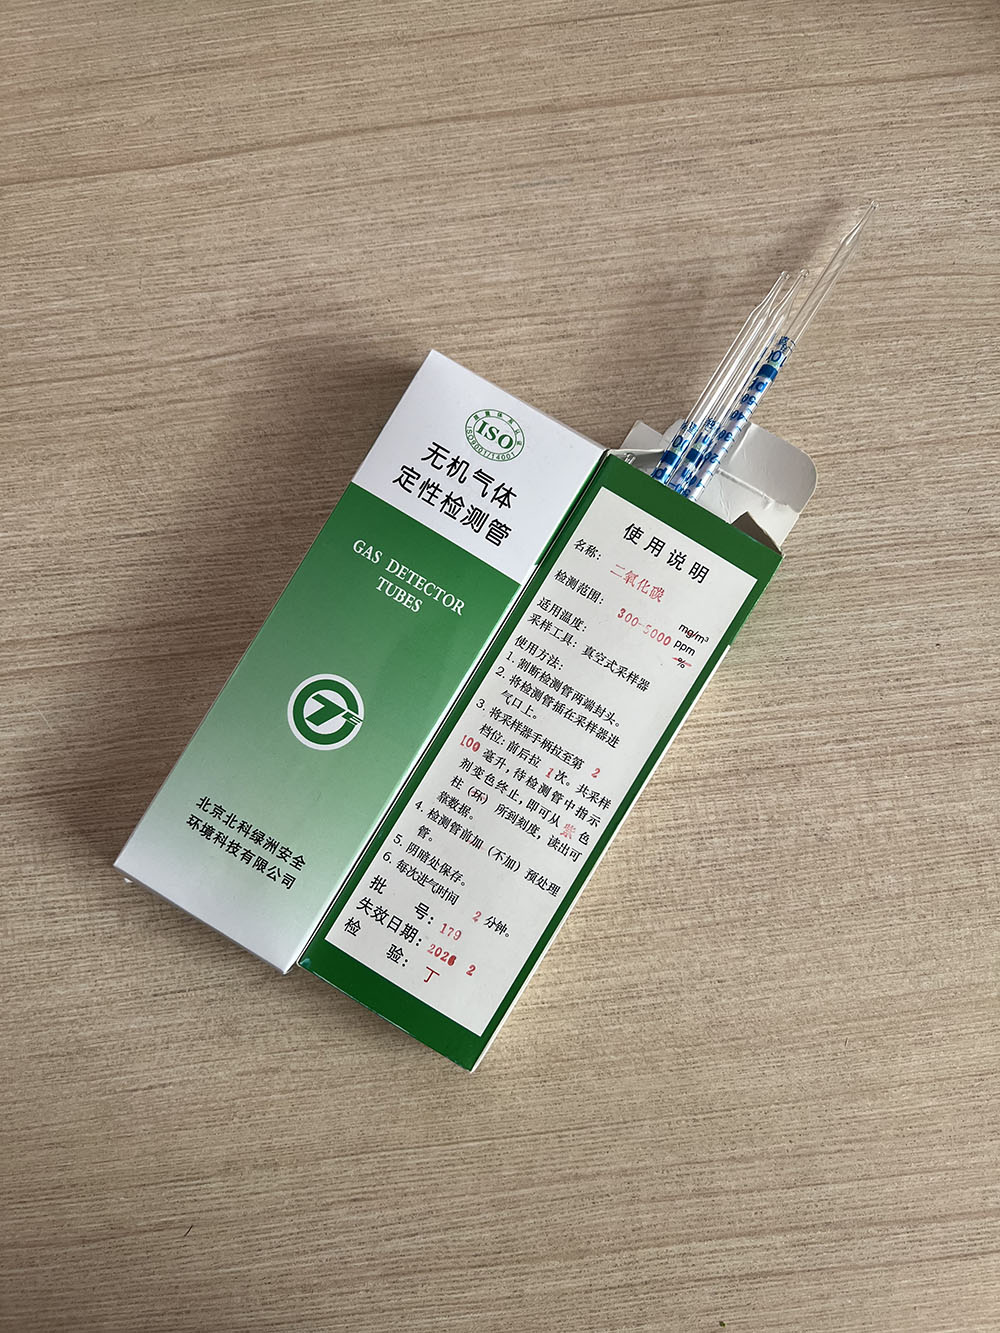 ISO
ISO9001/14001
无机气体
定性检测管
GAS DETECTOR
TUBES
北京北科绿洲安全
环境科技有限公司
使用说明
名称：二氧化碳
检测范围：300-5000 mg/m³ ppm %
适用温度：
采样工具：真空式采样器
使用方法：
1. 割断检测管两端封头。
2. 将检测管插在采样器进
气口上。
3. 将采样器手柄拉至第 2
档位：前后拉 1 次。共采样
100 毫升，待检测管中指示
剂变色终止，即可从 紫 色
柱（环）所到刻度，读出可
靠数据。
4. 检测管前加（不加）预处理
管。
5. 阴暗处保存。
6. 每次进气时间 2 分钟。
批 号：179
失效日期：2026 2
检 验：丁